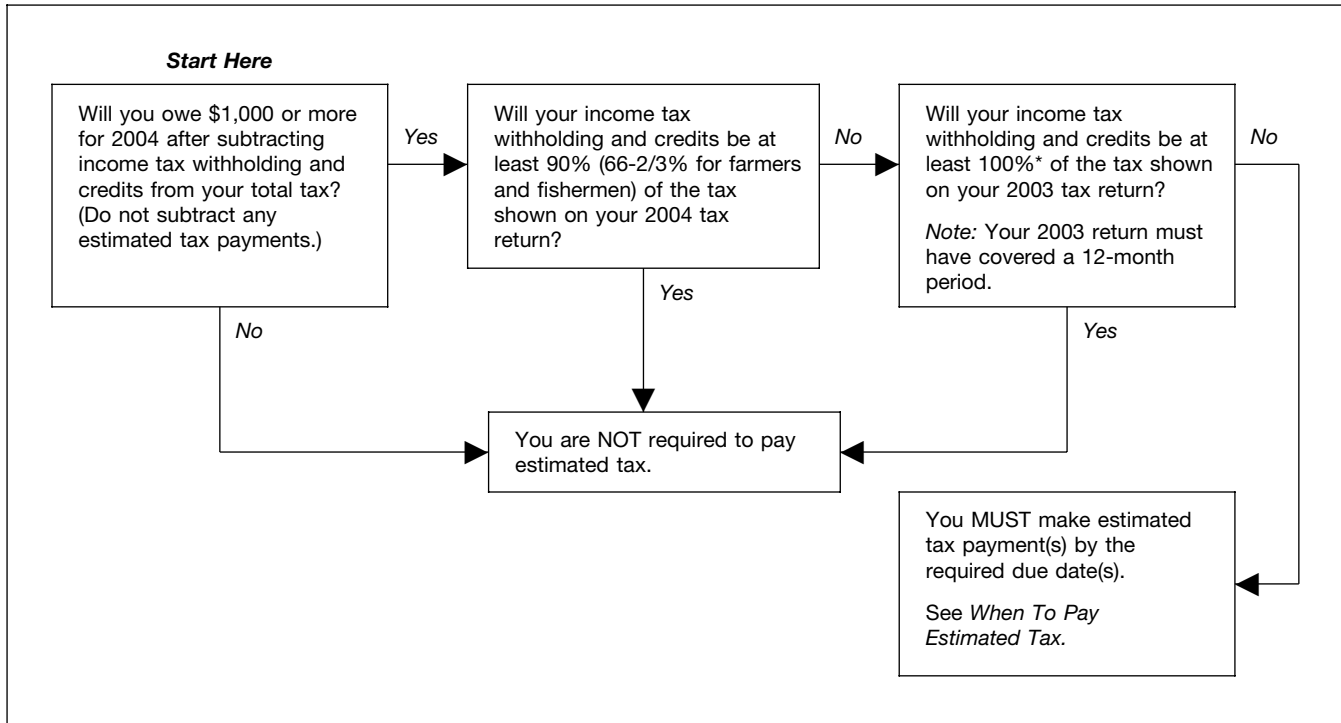 Start Here
Will you owe $1,000 or more
for 2004 after subtracting
income tax withholding and
credits from your total tax?
(Do not subtract any
estimated tax payments.)
Yes
No
Will your income tax
withholding and credits be at
least 90% (66-2/3% for farmers
and fishermen) of the tax
shown on your 2004 tax
return?
No
Yes
Will your income tax
withholding and credits be at
least 100%* of the tax shown
on your 2003 tax return?
Note: Your 2003 return must
have covered a 12-month
period.
No
Yes
You are NOT required to pay
estimated tax.
You MUST make estimated
tax payment(s) by the
required due date(s).
See When To Pay
Estimated Tax.